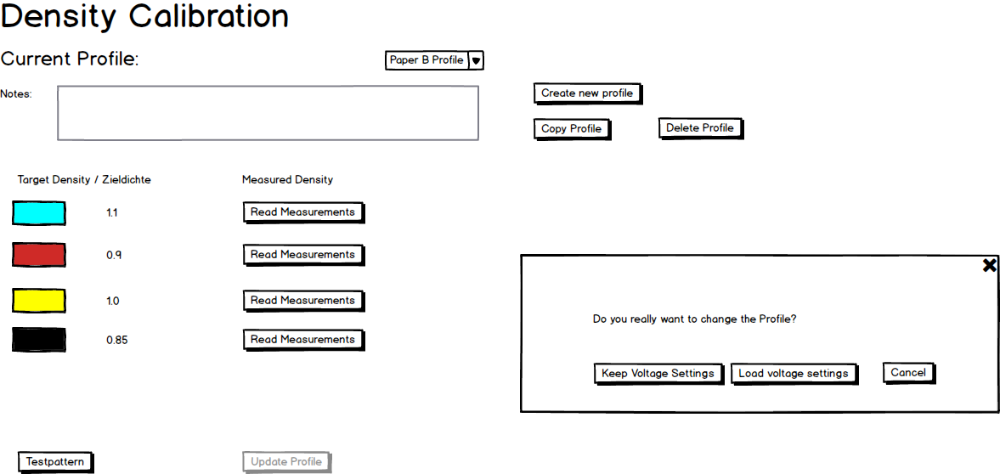 Density Calibration
Current Profile:
Paper B Profile
Notes:
Create new profile
Copy Profile
Delete Profile
Target Density / Zieldichte
Measured Density
1.1
Read Measurements
0.9
Read Measurements
1.0
Read Measurements
0.85
Read Measurements
Do you really want to change the Profile?
Keep Voltage Settings
Load voltage settings
Cancel
Testpattern
Update Profile